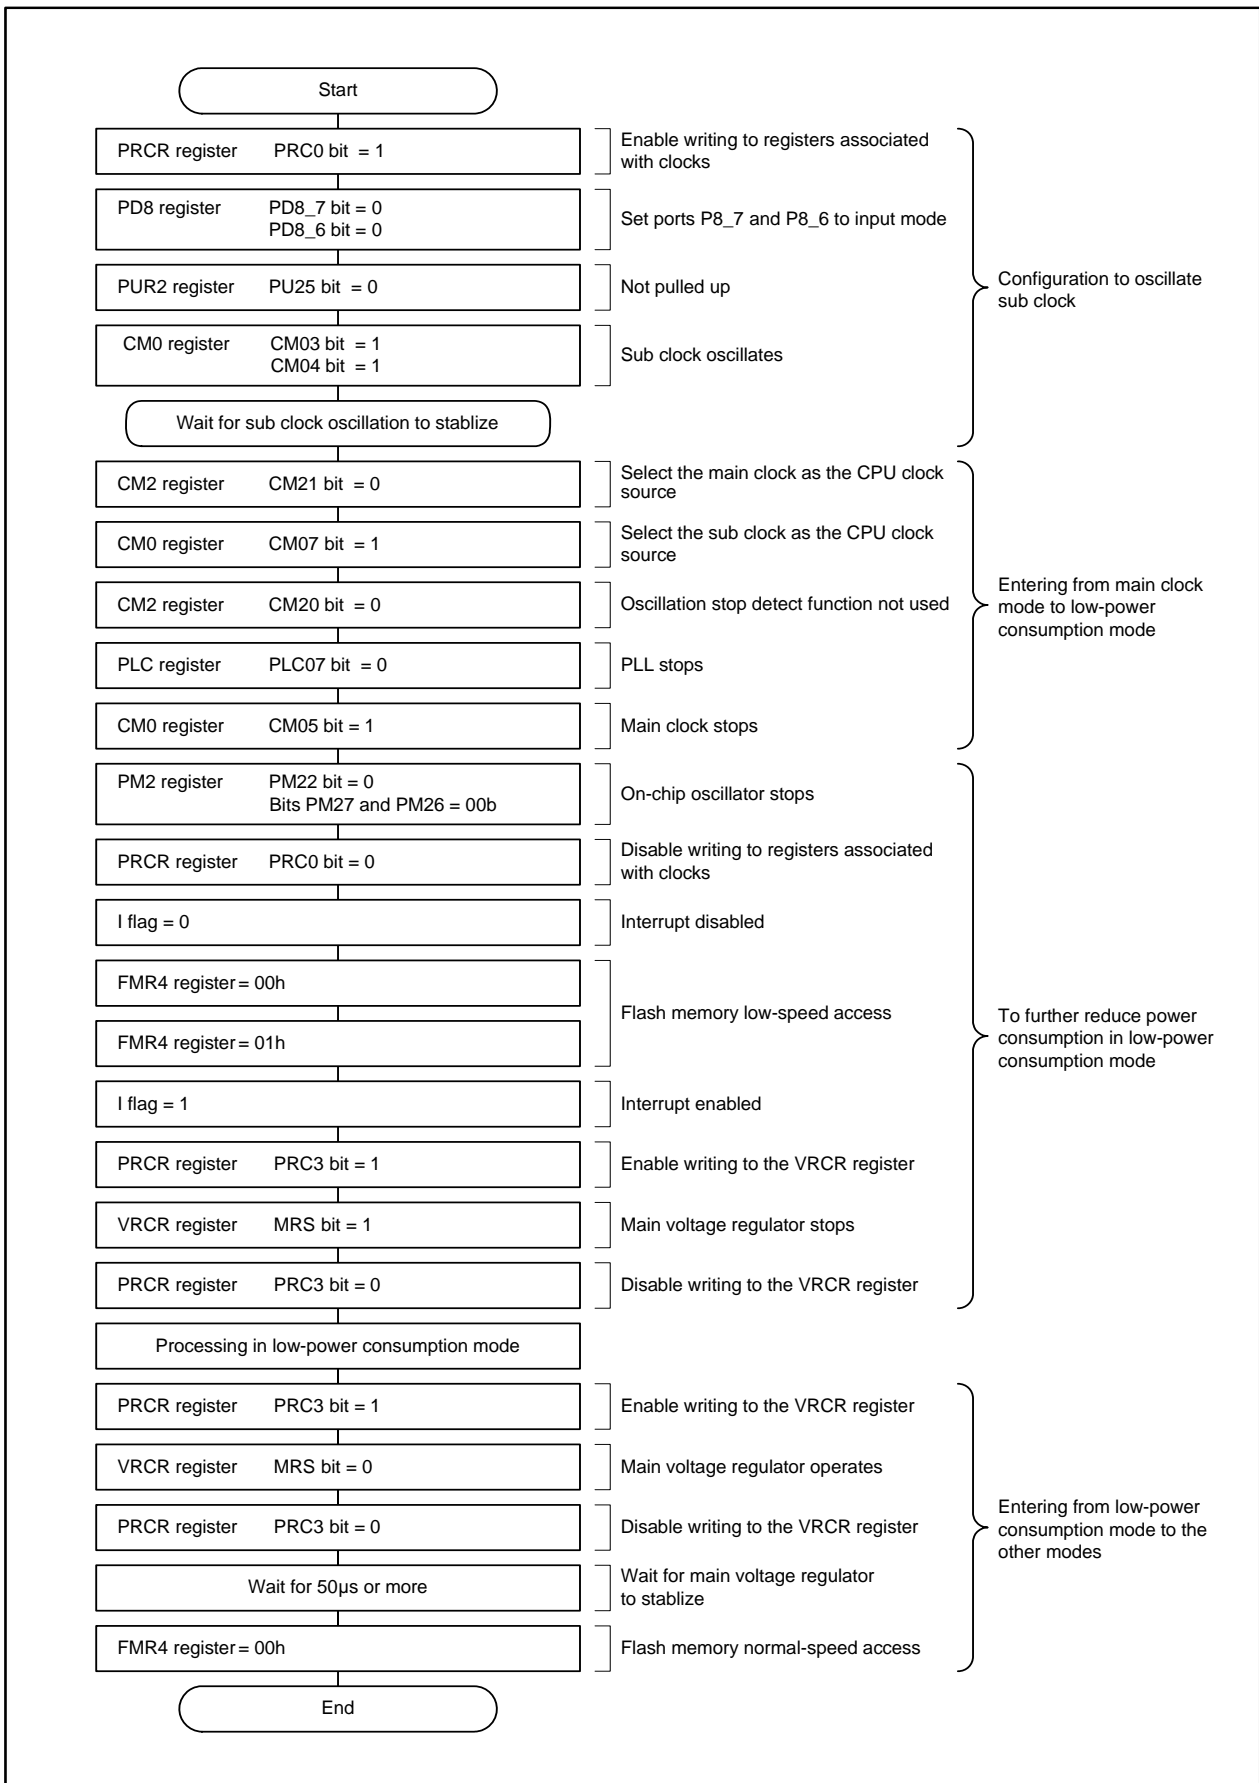 Start
PRCR register PRC0 bit = 1
Enable writing to registers associated
with clocks
PD8 register PD8_7 bit = 0
PD8_6 bit = 0
Set ports P8_7 and P8_6 to input mode
PUR2 register PU25 bit = 0
Not pulled up
CM0 register CM03 bit = 1
CM04 bit = 1
Sub clock oscillates
Wait for sub clock oscillation to stablize
Configuration to oscillate
sub clock
CM2 register CM21 bit = 0
Select the main clock as the CPU clock
source
CM0 register CM07 bit = 1
Select the sub clock as the CPU clock
source
CM2 register CM20 bit = 0
Oscillation stop detect function not used
PLC register PLC07 bit = 0
PLL stops
CM0 register CM05 bit = 1
Main clock stops
Entering from main clock
mode to low-power
consumption mode
PM2 register PM22 bit = 0
Bits PM27 and PM26 = 00b
On-chip oscillator stops
PRCR register PRC0 bit = 0
Disable writing to registers associated
with clocks
I flag = 0
Interrupt disabled
FMR4 register = 00h
FMR4 register = 01h
Flash memory low-speed access
I flag = 1
Interrupt enabled
PRCR register PRC3 bit = 1
Enable writing to the VRCR register
VRCR register MRS bit = 1
Main voltage regulator stops
PRCR register PRC3 bit = 0
Disable writing to the VRCR register
To further reduce power
consumption in low-power
consumption mode
Processing in low-power consumption mode
PRCR register PRC3 bit = 1
Enable writing to the VRCR register
VRCR register MRS bit = 0
Main voltage regulator operates
PRCR register PRC3 bit = 0
Disable writing to the VRCR register
Wait for 50µs or more
Wait for main voltage regulator
to stablize
FMR4 register = 00h
Flash memory normal-speed access
Entering from low-power
consumption mode to the
other modes
End